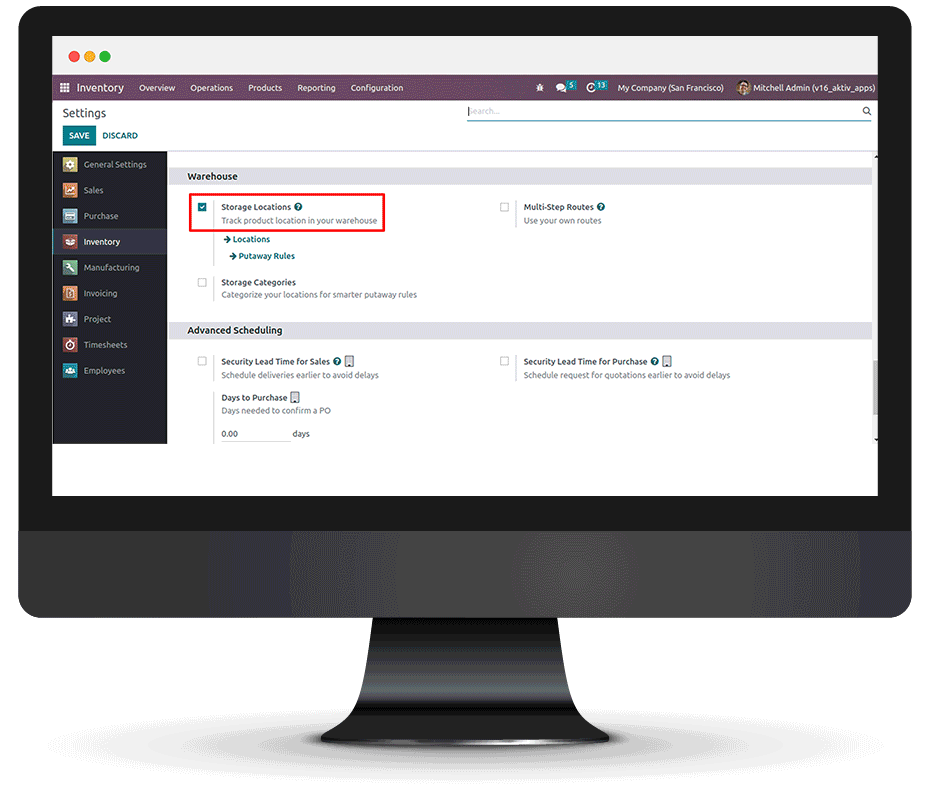 Inventory Overview Operations Products Reporting Configuration 5 13 My Company (San Francisco) Mitchell Admin (v16_aktiv_apps)
Settings
Search...
SAVE DISCARD
General Settings
Sales
Purchase
Inventory
Manufacturing
Invoicing
Project
Timesheets
Employees
Warehouse
Storage Locations ?
Track product location in your warehouse
Locations
Putaway Rules
Multi-Step Routes ?
Use your own routes
Storage Categories
Categorize your locations for smarter putaway rules
Advanced Scheduling
Security Lead Time for Sales ?
Schedule deliveries earlier to avoid delays
Security Lead Time for Purchase ?
Schedule request for quotations earlier to avoid delays
Days to Purchase
Days needed to confirm a PO
0.00 days